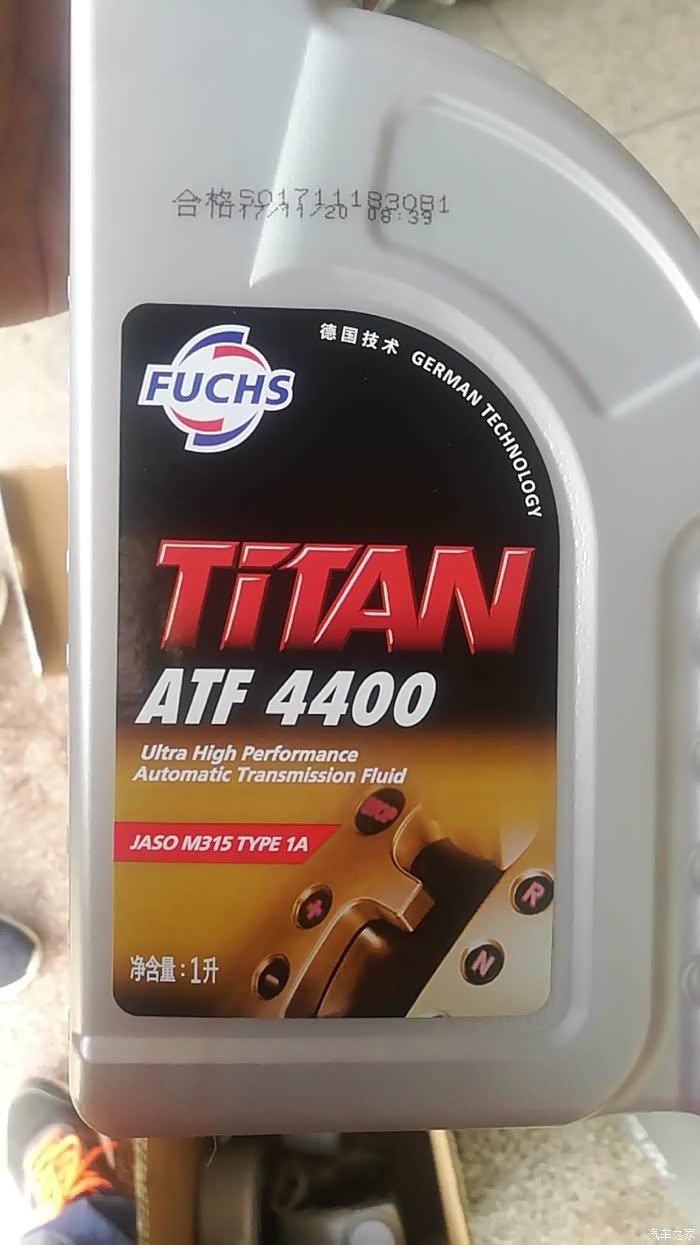 合格501711183081
17/11/20 08:39
德国技术 GERMAN TECHNOLOGY
FUCHS
TITAN
ATF 4400
Ultra High Performance
Automatic Transmission Fluid
JASO M315 TYPE 1A
+
R
N
-
净含量:1升
汽车之家